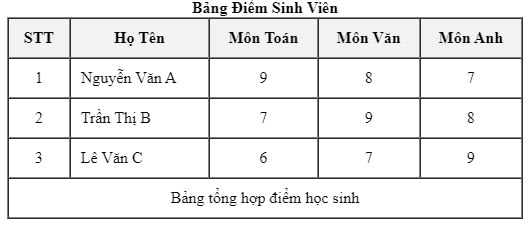 Bảng Điểm Sinh Viên
STT Họ Tên Môn Toán Môn Văn Môn Anh
1 Nguyễn Văn A 9 8 7
2 Trần Thị B 7 9 8
3 Lê Văn C 6 7 9
Bảng tổng hợp điểm học sinh